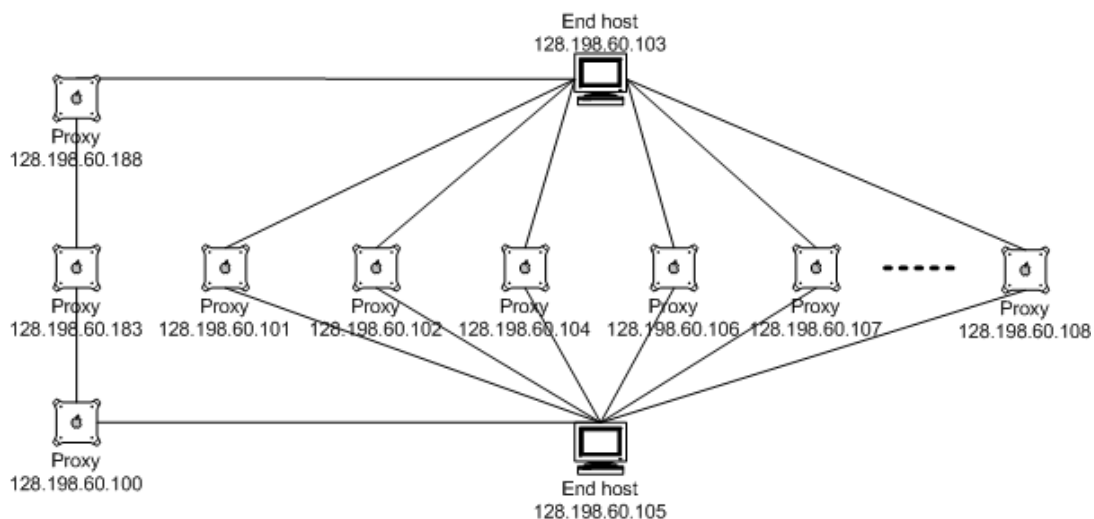 End host
128.198.60.103
Proxy
128.198.60.188
Proxy
128.198.60.183
Proxy
128.198.60.101
Proxy
128.198.60.102
Proxy
128.198.60.104
Proxy
128.198.60.106
Proxy
128.198.60.107
Proxy
128.198.60.108
Proxy
128.198.60.100
End host
128.198.60.105